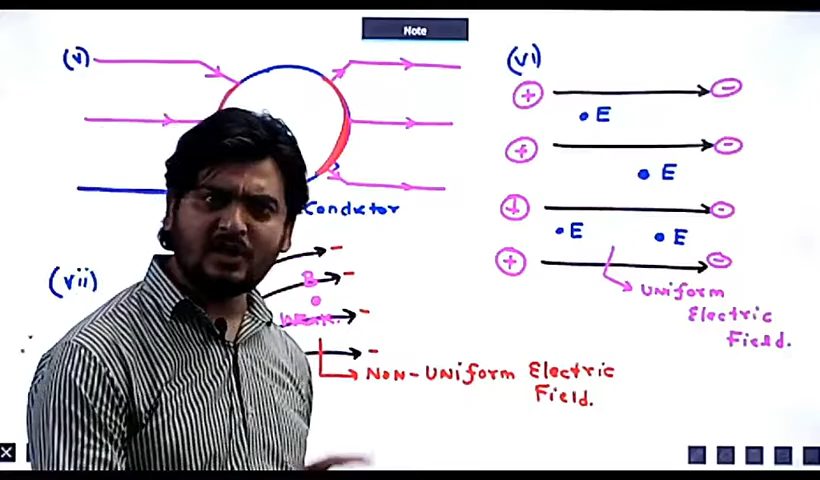 Note
(v)
Conductor
(vi)
+ -
E
+ -
E
+ -
E E
+ -
Uniform
Electric
Field.
(vii)
-
B -
-
-
Non-Uniform Electric
Field.